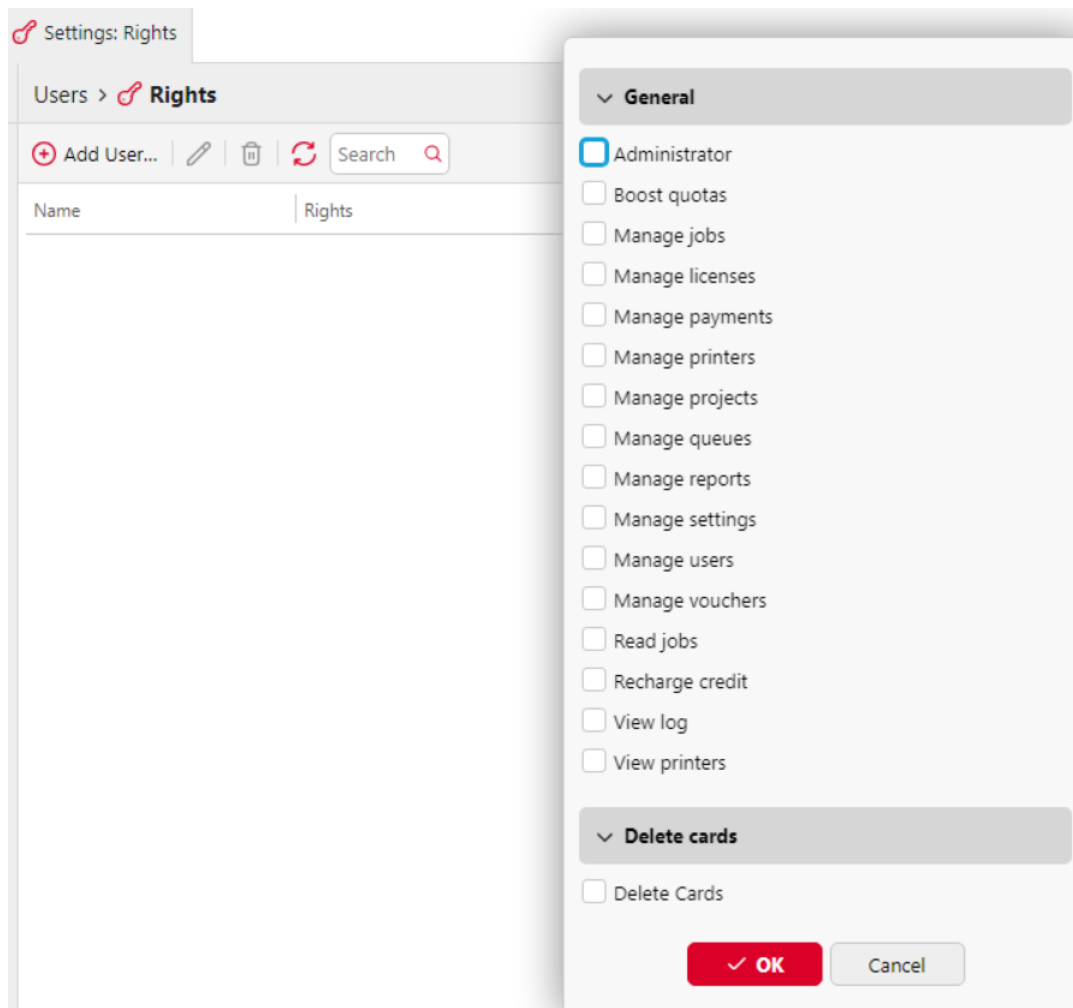 Settings: Rights
Users > Rights
Add User...
Search
Name
Rights
General
Administrator
Boost quotas
Manage jobs
Manage licenses
Manage payments
Manage printers
Manage projects
Manage queues
Manage reports
Manage settings
Manage users
Manage vouchers
Read jobs
Recharge credit
View log
View printers
Delete cards
Delete Cards
OK
Cancel